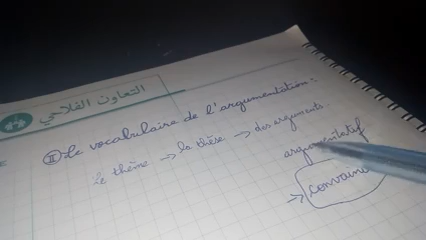 التعاون الفلاحي
II Le vocabulaire de l'argumentation :
Le thème → la thèse → des arguments.
argumentatif
→ convaincre